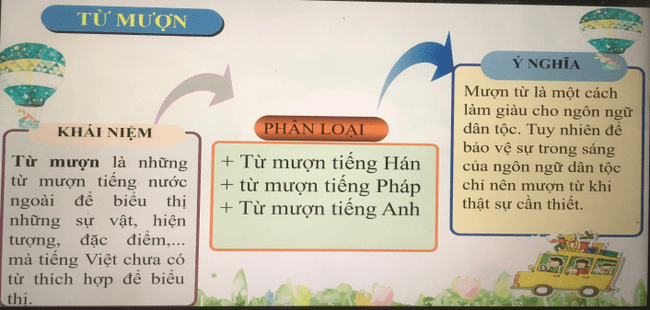 TỪ MƯỢN
KHÁI NIỆM
Từ mượn là những
từ mượn tiếng nước
ngoài để biểu thị
những sự vật, hiện
tượng, đặc điểm,...
mà tiếng Việt chưa có
từ thích hợp để biểu
thị.
PHÂN LOẠI
+ Từ mượn tiếng Hán
+ từ mượn tiếng Pháp
+ Từ mượn tiếng Anh
Ý NGHĨA
Mượn từ là một cách
làm giàu cho ngôn ngữ
dân tộc. Tuy nhiên để
bảo vệ sự trong sáng
của ngôn ngữ dân tộc
chỉ nên mượn từ khi
thật sự cần thiết.